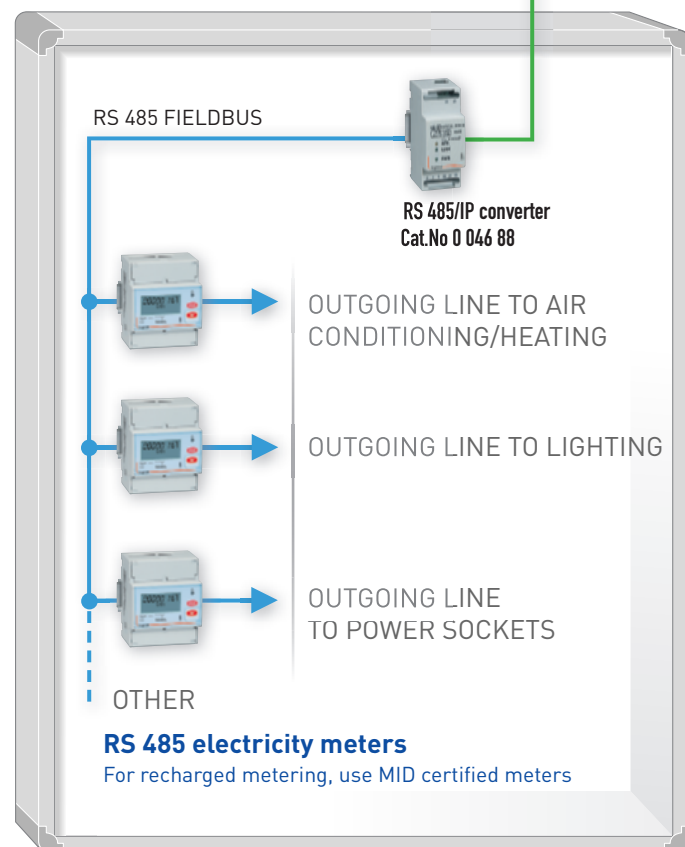 RS 485 FIELDBUS
RS 485/IP converter
Cat.No 0 046 88
OUTGOING LINE TO AIR
CONDITIONING/HEATING
OUTGOING LINE TO LIGHTING
OUTGOING LINE
TO POWER SOCKETS
OTHER
RS 485 electricity meters
For recharged metering, use MID certified meters